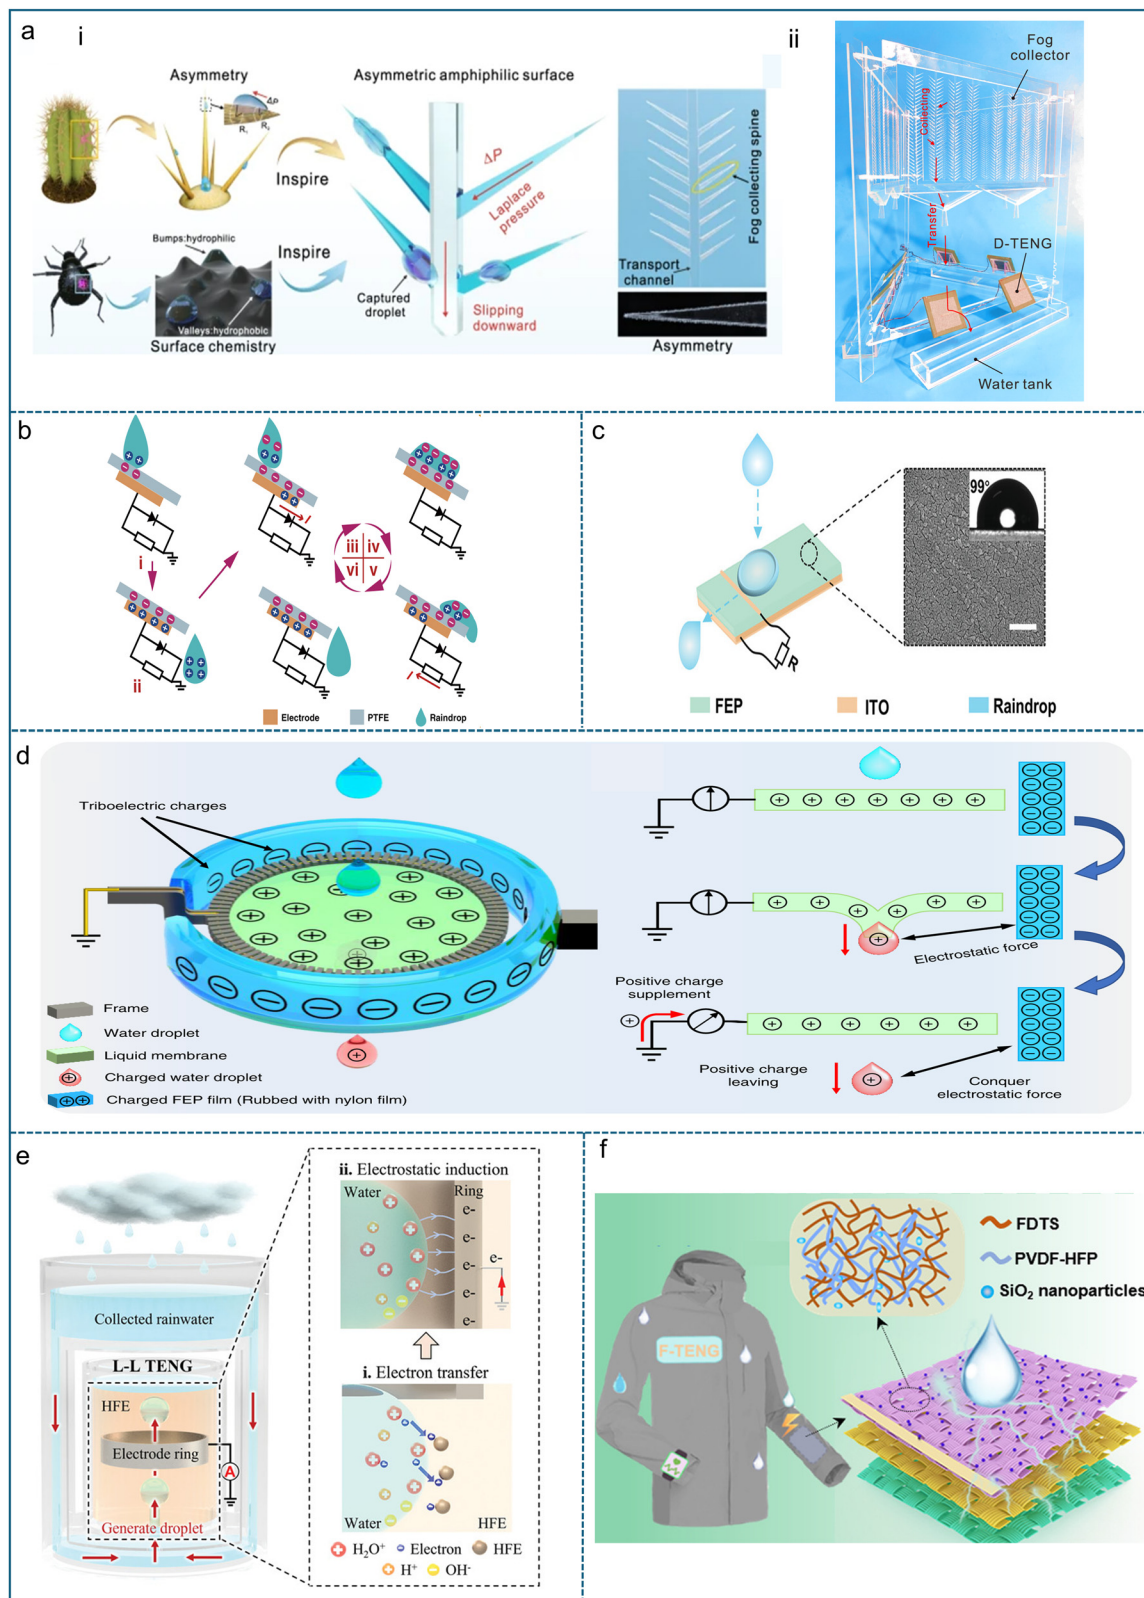 a
i
Asymmetry
ΔP
R₁
R₂
Inspire
Bumps:hydrophilic
Valleys:hydrophobic
Surface chemistry
Inspire
Asymmetric amphiphilic surface
ΔP
Laplace
pressure
Captured
droplet
Slipping
downward
Fog collecting spine
Transport
channel
Asymmetry
ii
Fog
collector
Collecting
Transfer
D-TENG
Water tank
b
i
ii
I
iii
iv
vi
v
I
Electrode
PTFE
Raindrop
c
99°
R
FEP
ITO
Raindrop
d
Triboelectric charges
Frame
Water droplet
Liquid membrane
Charged water droplet
Charged FEP film (Rubbed with nylon film)
Electrostatic force
Positive charge
supplement
Positive charge
leaving
Conquer
electrostatic force
e
Collected rainwater
L-L TENG
HFE
Electrode ring
A
Generate droplet
ii. Electrostatic induction
Water
Ring
e-
e-
e-
e-
e-
e-
i. Electron transfer
Water
HFE
H₂O⁺
Electron
HFE
H⁺
OH⁻
f
F-TENG
FDTS
PVDF-HFP
SiO₂ nanoparticles